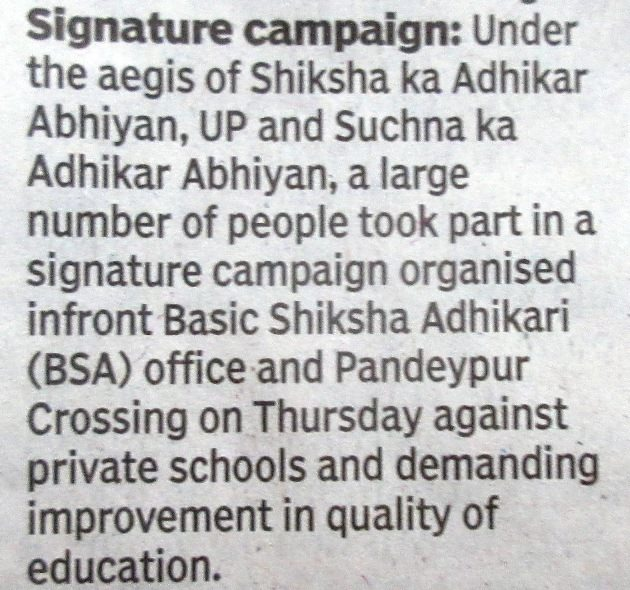 Signature campaign: Under
the aegis of Shiksha ka Adhikar
Abhiyan, UP and Suchna ka
Adhikar Abhiyan, a large
number of people took part in a
signature campaign organised
infront Basic Shiksha Adhikari
(BSA) office and Pandeypur
Crossing on Thursday against
private schools and demanding
improvement in quality of
education.